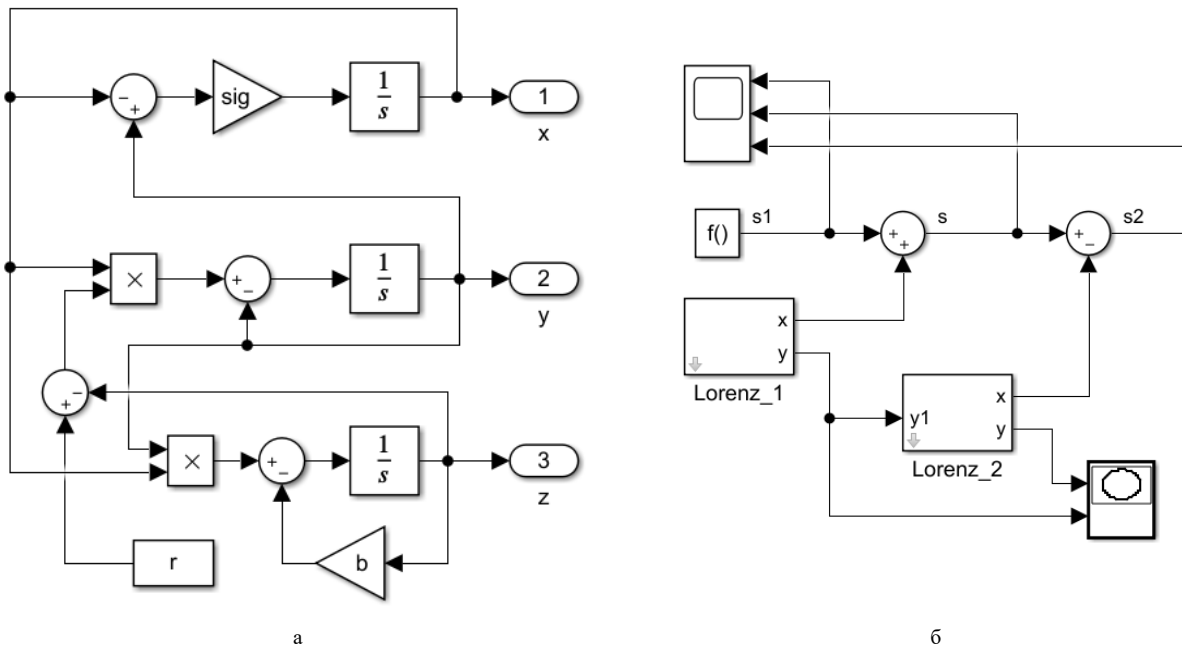 sig
1
s
1
x
×
1
s
2
y
×
1
s
3
z
r
b
а
s1
s
s2
f()
x
y
Lorenz_1
y1
x
y
Lorenz_2
б